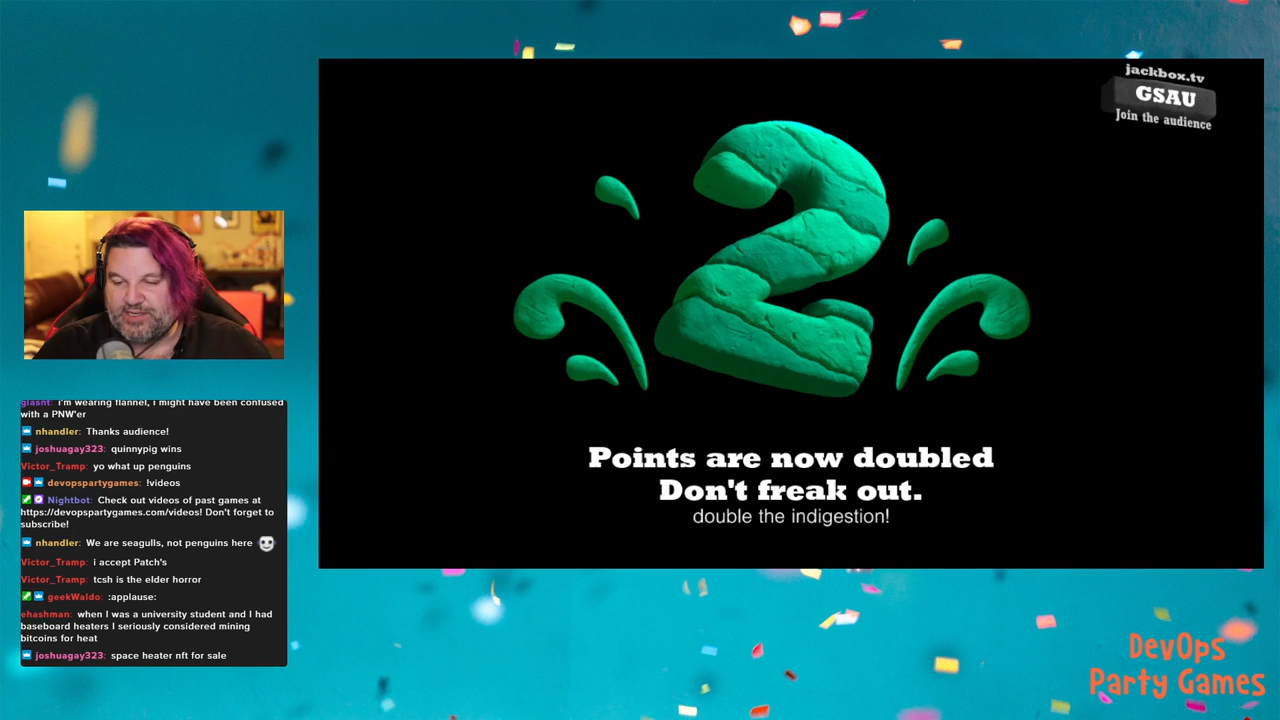 jackbox.tv
GSAU
Join the audience
2
Points are now doubled
Don't freak out.
double the indigestion!
glasnt: I'm wearing flannel, I might have been confused
with a PNW'er
nhandler: Thanks audience!
joshuagay323: quinnypig wins
Victor_Tramp: yo what up penguins
devopspartygames: !videos
Nightbot: Check out videos of past games at
https://devopspartygames.com/videos! Don't forget to
subscribe!
nhandler: We are seagulls, not penguins here
Victor_Tramp: i accept Patch's
Victor_Tramp: tcsh is the elder horror
geekWaldo: :applause:
ehashman: when I was a university student and I had
baseboard heaters I seriously considered mining
bitcoins for heat
joshuagay323: space heater nft for sale
DevOps
Party Games